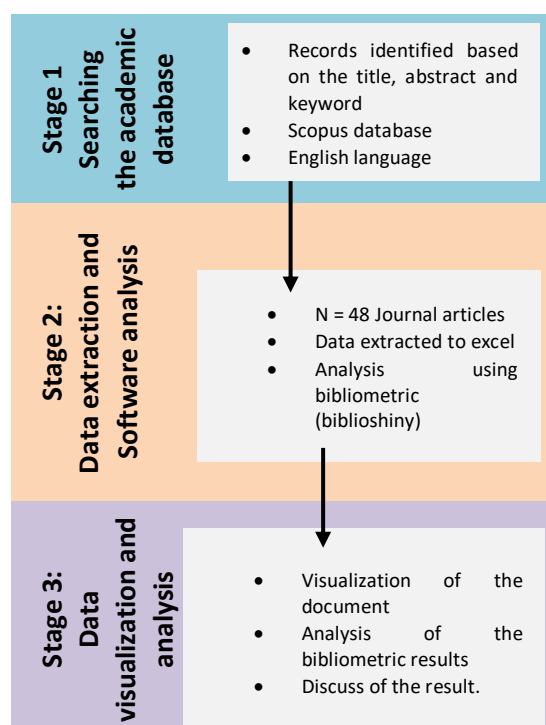 Stage 1
Searching
the academic
database
• Records identified based
on the title, abstract and
keyword
• Scopus database
• English language
Stage 2:
Data extraction and
Software analysis
• N = 48 Journal articles
• Data extracted to excel
• Analysis using
bibliometric
(biblioshiny)
Stage 3:
Data
visualization and
analysis
• Visualization of the
document
• Analysis of the
bibliometric results
• Discuss of the result.